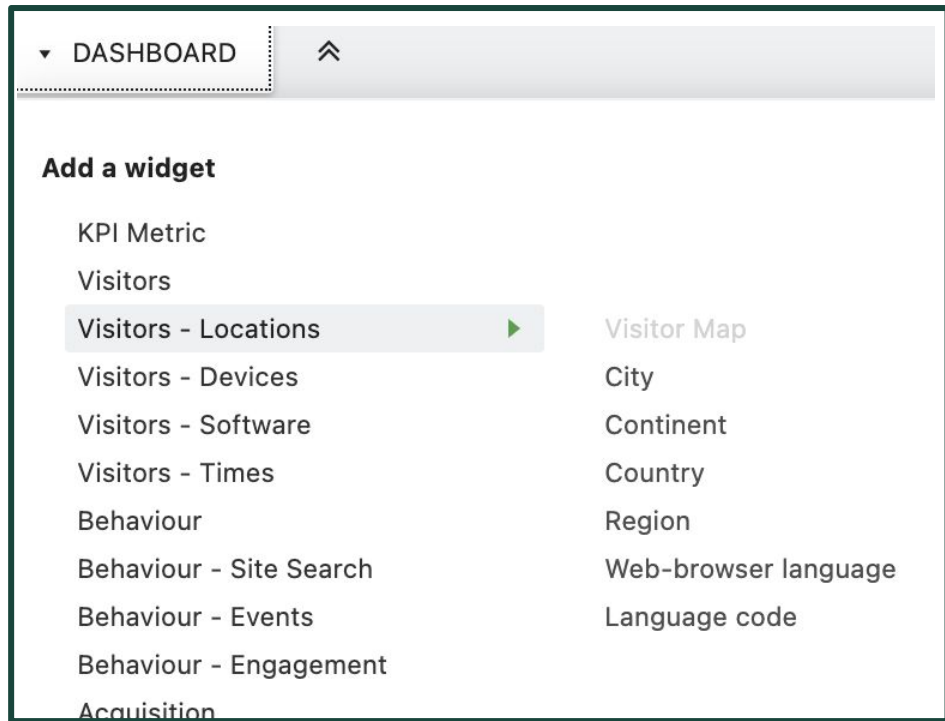 DASHBOARD
Add a widget
KPI Metric
Visitors
Visitors - Locations
Visitors - Devices
Visitors - Software
Visitors - Times
Behaviour
Behaviour - Site Search
Behaviour - Events
Behaviour - Engagement
Acquisition
Visitor Map
City
Continent
Country
Region
Web-browser language
Language code